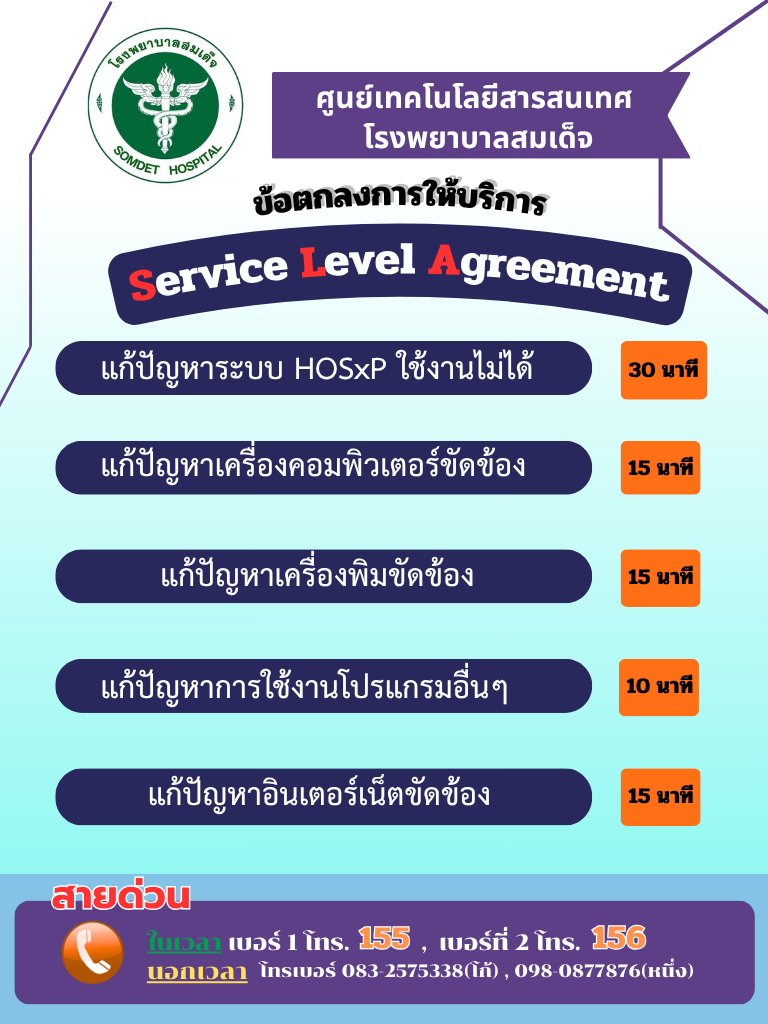 โรงพยาบาลสมเด็จ
SOMDET HOSPITAL
ศูนย์เทคโนโลยีสารสนเทศ
โรงพยาบาลสมเด็จ
ข้อตกลงการให้บริการ
Service Level Agreement
แก้ปัญหาระบบ HOSxP ใช้งานไม่ได้ 30 นาที
แก้ปัญหาเครื่องคอมพิวเตอร์ขัดข้อง 15 นาที
แก้ปัญหาเครื่องพิมขัดข้อง 15 นาที
แก้ปัญหาการใช้งานโปรแกรมอื่นๆ 10 นาที
แก้ปัญหาอินเตอร์เน็ตขัดข้อง 15 นาที
สายด่วน
ในเวลา เบอร์ 1 โทร. 155 , เบอร์ที่ 2 โทร. 156
นอกเวลา โทรเบอร์ 083-2575338(โก้) , 098-0877876(หนึ่ง)